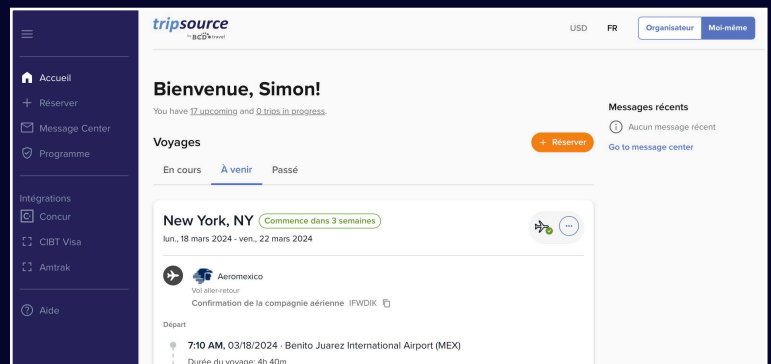 tripsource
by BCD travel
USD
FR
Organisateur
Moi-même
Accueil
+ Réserver
Message Center
Programme
Intégrations
Concur
CIBT Visa
Amtrak
Aide
Bienvenue, Simon!
You have 17 upcoming and 0 trips in progress.
Voyages
+ Réserver
En cours
À venir
Passé
New York, NY
Commence dans 3 semaines
lun., 18 mars 2024 - ven., 22 mars 2024
Aeromexico
Vol aller-retour
Confirmation de la compagnie aérienne IFWDIK
Départ
7:10 AM, 03/18/2024 · Benito Juarez International Airport (MEX)
Durée du voyage: 4h 40m
Messages récents
Aucun message récent
Go to message center